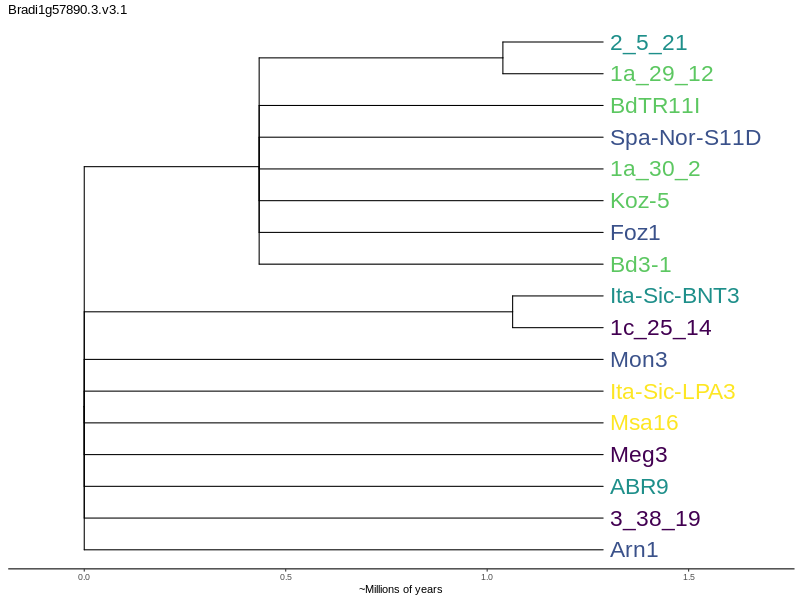 Bradi1g57890.3.v3.1
2_5_21
1a_29_12
BdTR11I
Spa-Nor-S11D
1a_30_2
Koz-5
Foz1
Bd3-1
Ita-Sic-BNT3
1c_25_14
Mon3
Ita-Sic-LPA3
Msa16
Meg3
ABR9
3_38_19
Arn1
0.0 0.5 1.0 1.5
~Millions of years